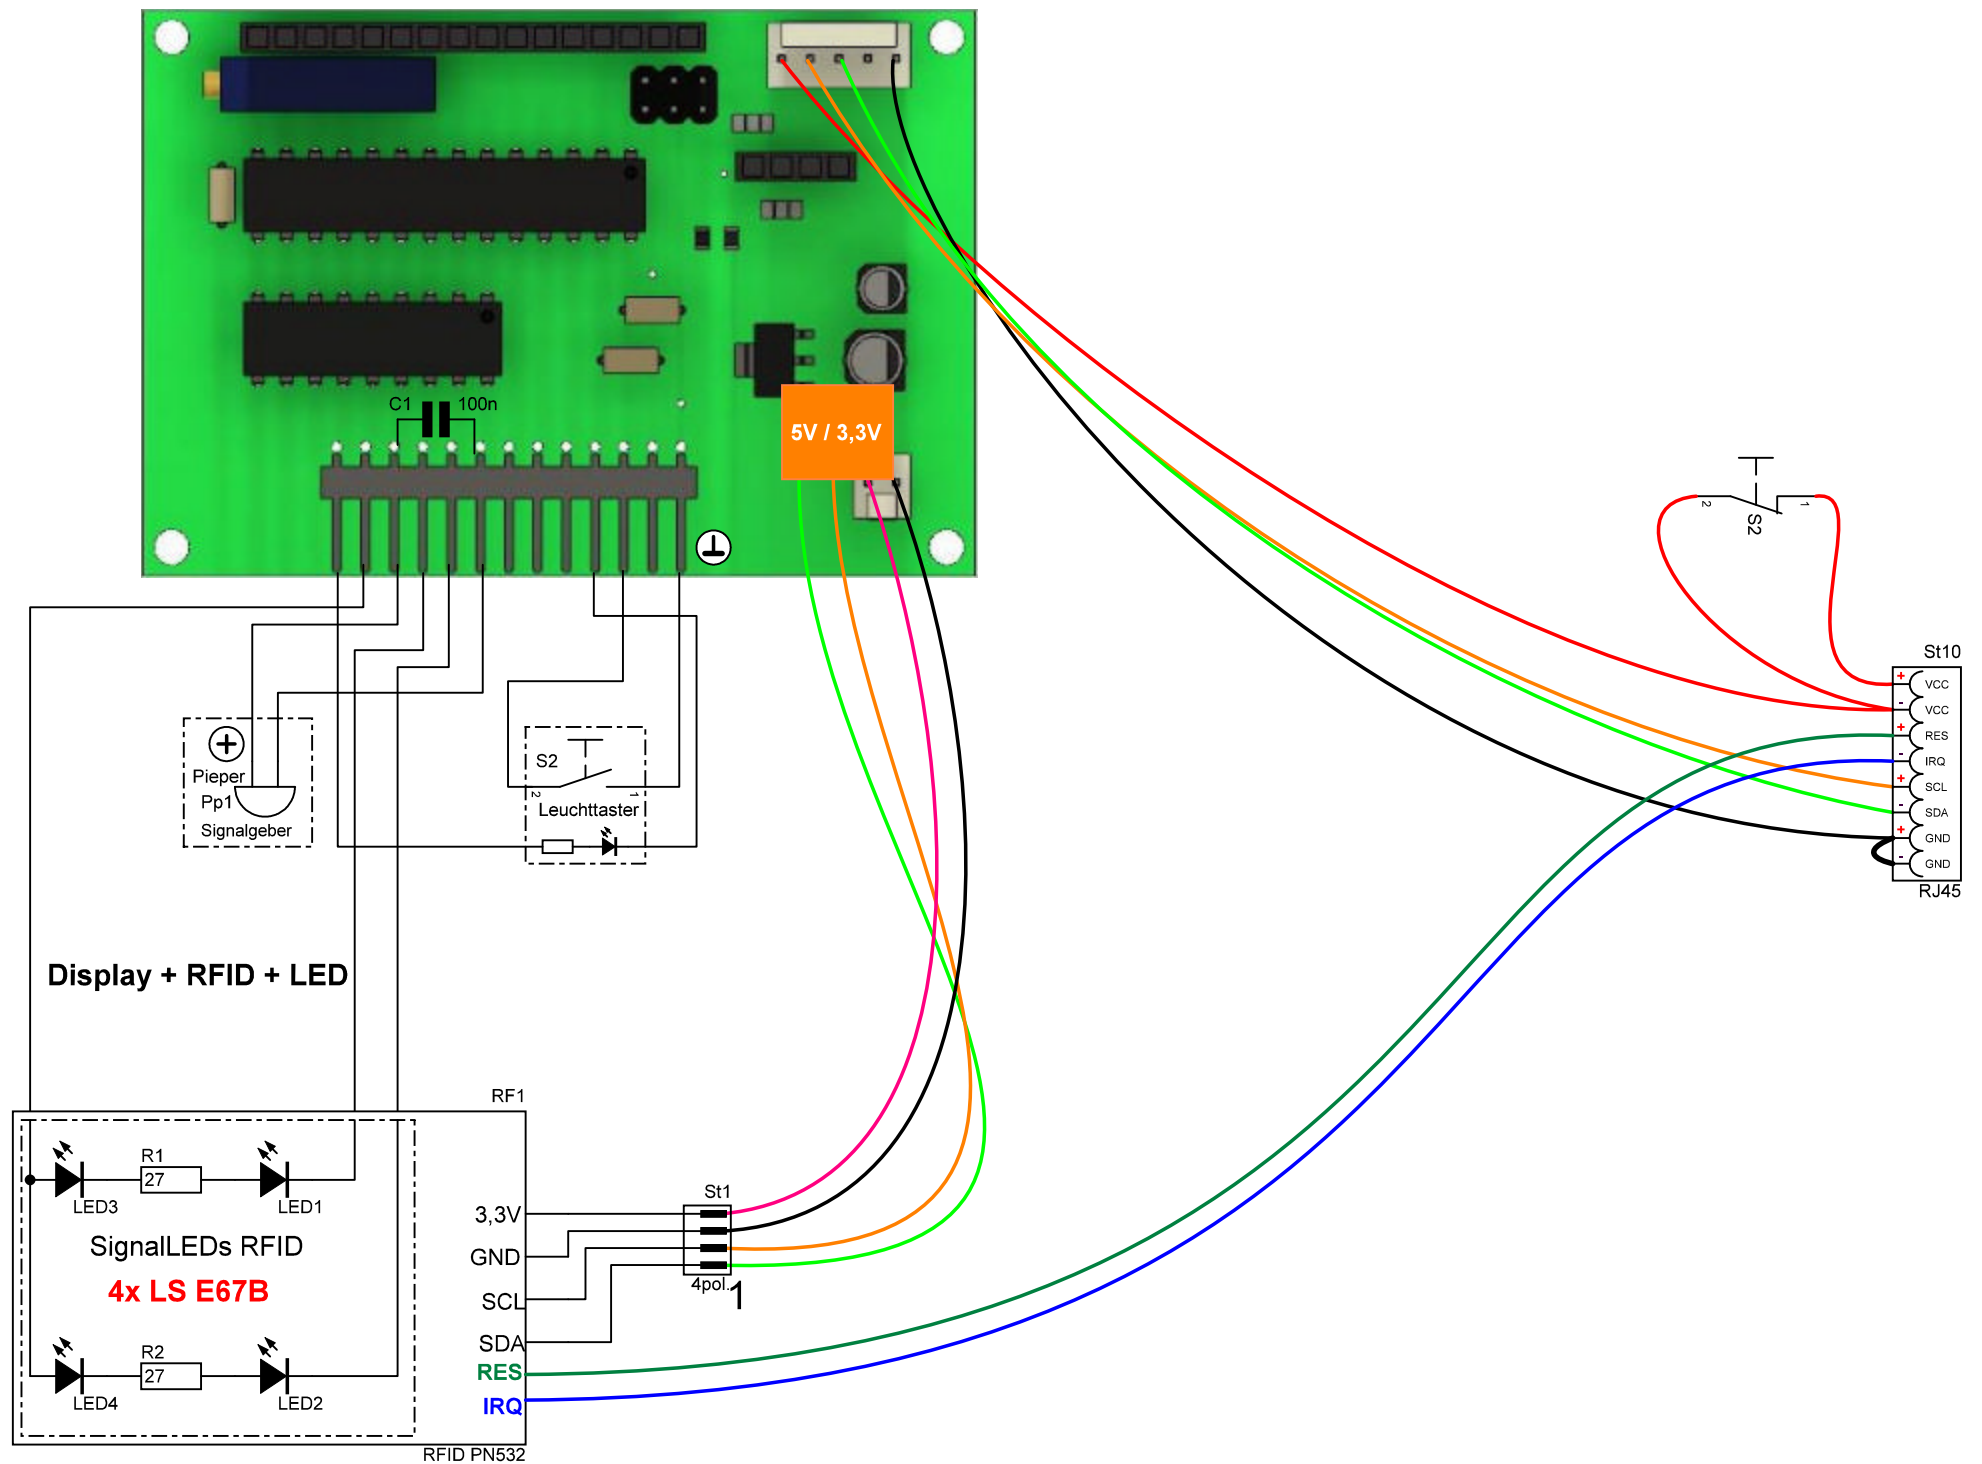 C1 100n
5V / 3,3V
2
S2
1
St10
+ VCC
- VCC
+ RES
- IRQ
+ SCL
- SDA
+ GND
- GND
RJ45
Pieper
Pp1
Signalgeber
S2
2
1
Leuchttaster
Display + RFID + LED
RF1
R1
27
LED3
LED1
SignalLEDs RFID
4x LS E67B
R2
27
LED4
LED2
3,3V
GND
SCL
SDA
RES
IRQ
St1
4pol.
1
RFID PN532